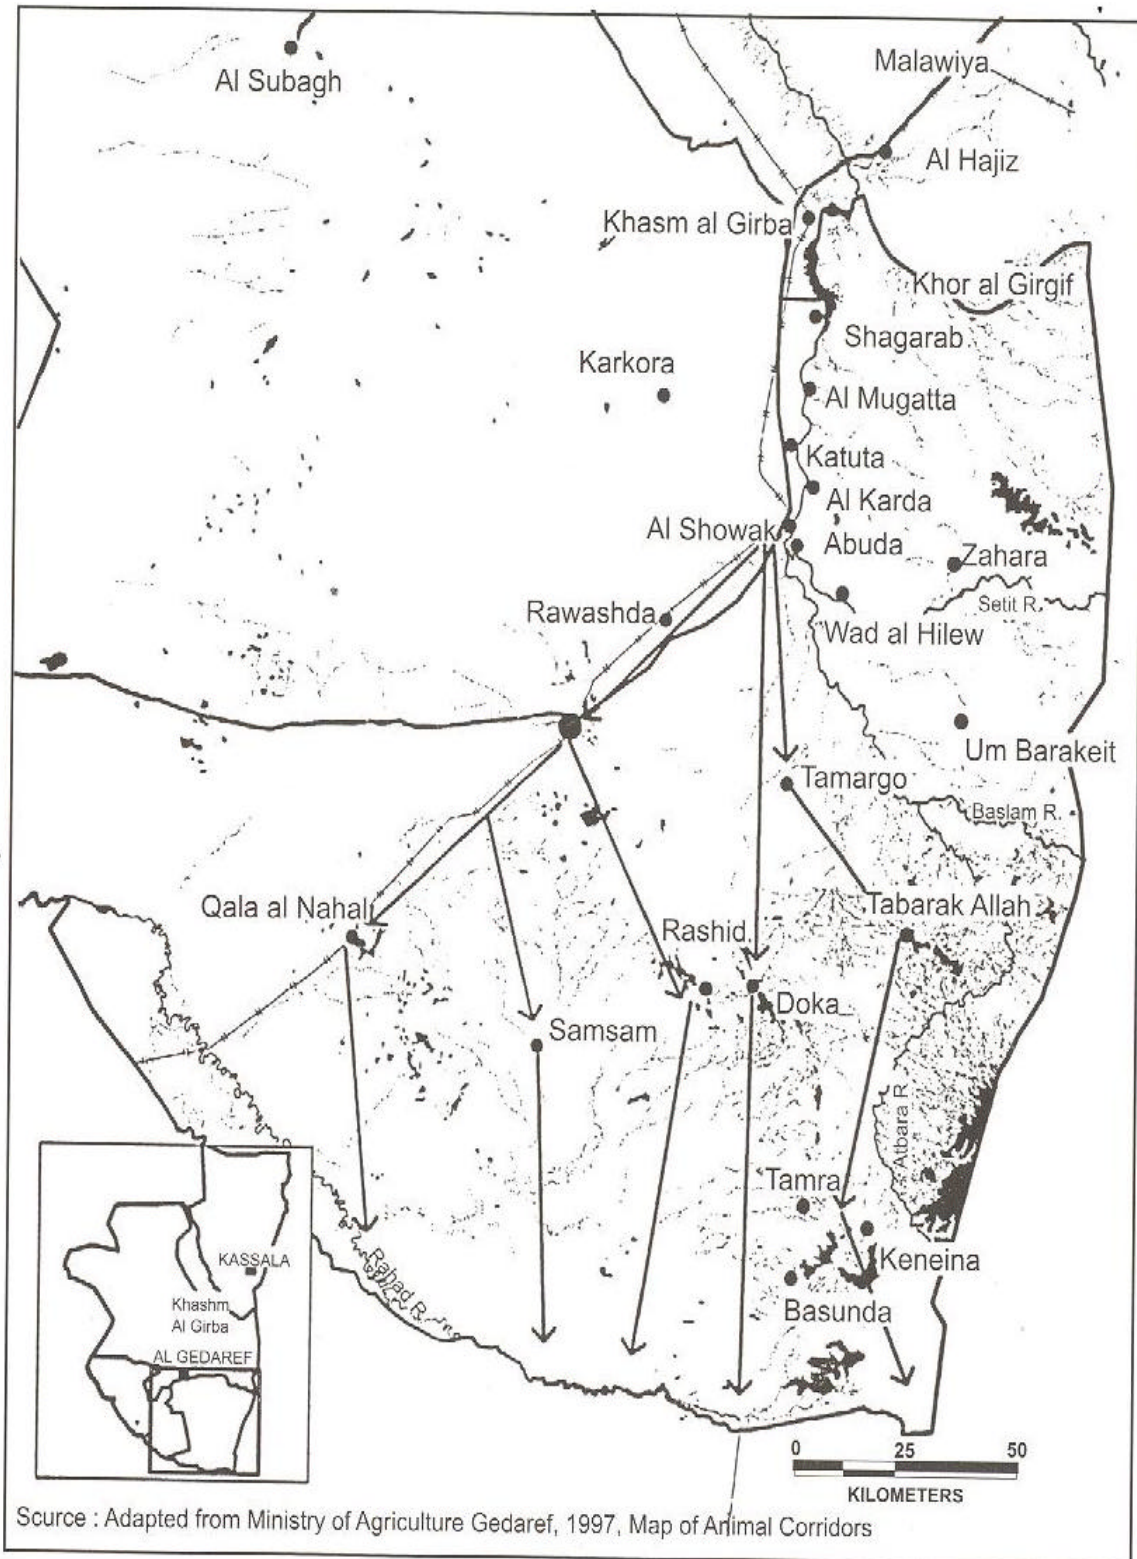 Al Subagh
Malawiya
Al Hajiz
Khasm al Girba
Khor al Girgif
Shagarab
Karkora
Al Mugatta
Katuta
Al Karda
Al Showak
Abuda
Zahara
Setit R.
Rawashda
Wad al Hilew
Um Barakeit
Tamargo
Baslam R.
Qala al Nahal
Tabarak Allah
Rashid
Doka
Samsam
Atbara R
Tamra
Keneina
Rahad R.
Basunda
KASSALA
Khashm
Al Girba
AL GEDAREF
0 25 50
KILOMETERS
Scurce : Adapted from Ministry of Agriculture Gedaref, 1997, Map of Animal Corridors